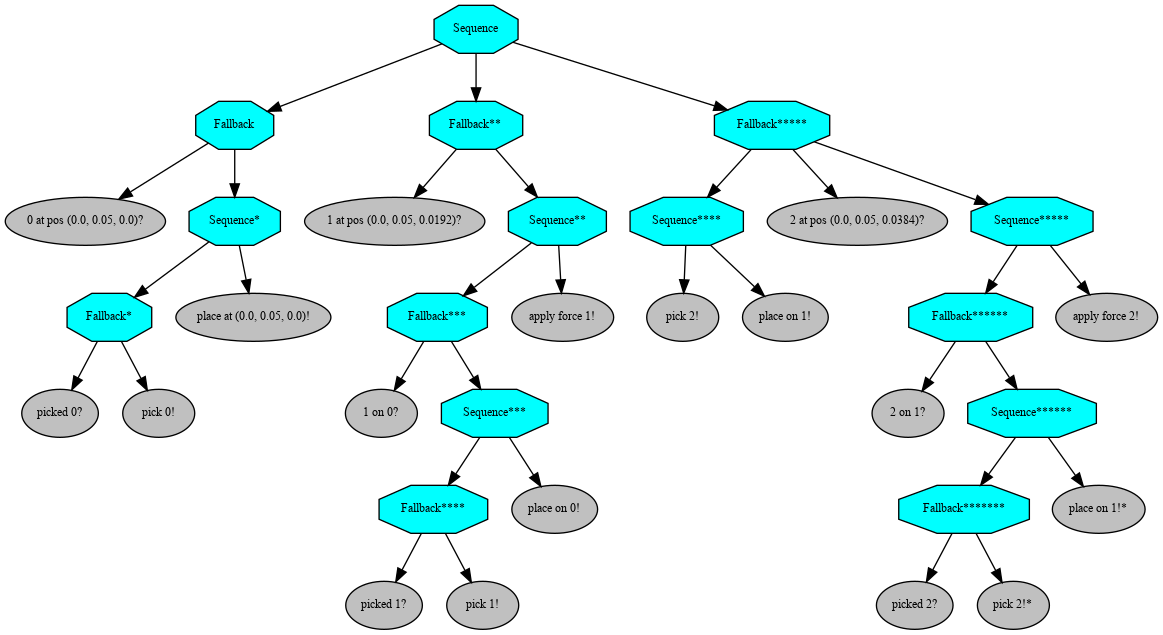 Sequence
Fallback
Fallback**
Fallback*****
0 at pos (0.0, 0.05, 0.0)?
Sequence*
1 at pos (0.0, 0.05, 0.0192)?
Sequence**
Sequence****
2 at pos (0.0, 0.05, 0.0384)?
Sequence*****
Fallback*
place at (0.0, 0.05, 0.0)!
Fallback***
apply force 1!
pick 2!
place on 1!
Fallback******
apply force 2!
picked 0?
pick 0!
1 on 0?
Sequence***
2 on 1?
Sequence******
Fallback****
place on 0!
Fallback*******
place on 1!*
picked 1?
pick 1!
picked 2?
pick 2!*